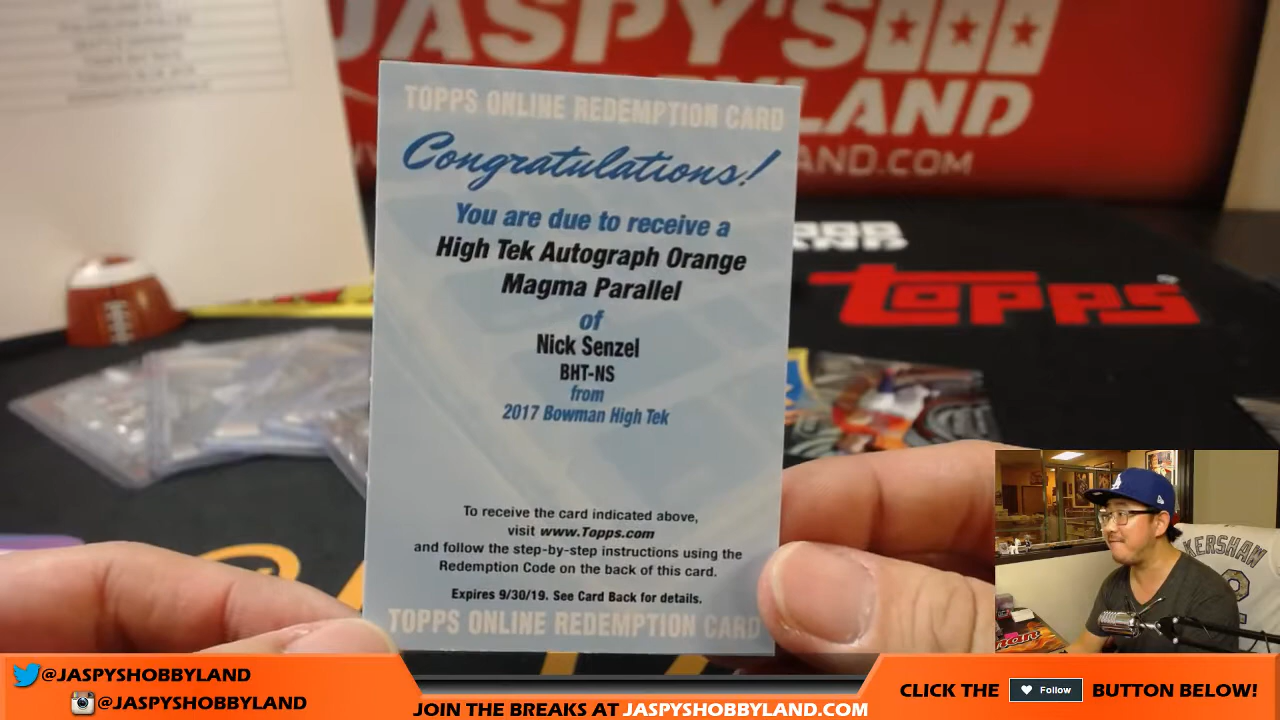 JASPY'S
LAND
AND.COM
LAND
TOPPS
TOPPS ONLINE REDEMPTION CARD
Congratulations!
You are due to receive a
High Tek Autograph Orange
Magma Parallel
of
Nick Senzel
BHT-NS
from
2017 Bowman High Tek
To receive the card indicated above,
visit www.Topps.com
and follow the step-by-step instructions using the
Redemption Code on the back of this card.
Expires 9/30/19. See Card Back for details.
TOPPS ONLINE REDEMPTION CARD
KERSHAW
@JASPYSHOBBYLAND
@JASPYSHOBBYLAND
JOIN THE BREAKS AT JASPYSHOBBYLAND.COM
CLICK THE Follow BUTTON BELOW!